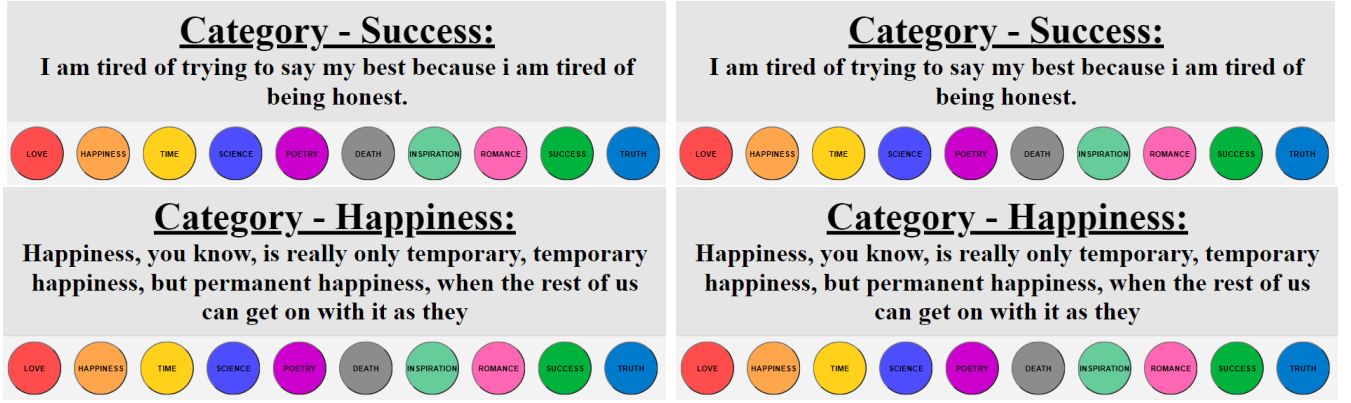 Category - Success:
I am tired of trying to say my best because i am tired of
being honest.
LOVE HAPPINESS TIME SCIENCE POETRY DEATH INSPIRATION ROMANCE SUCCESS TRUTH
Category - Success:
I am tired of trying to say my best because i am tired of
being honest.
LOVE HAPPINESS TIME SCIENCE POETRY DEATH INSPIRATION ROMANCE SUCCESS TRUTH
Category - Happiness:
Happiness, you know, is really only temporary, temporary
happiness, but permanent happiness, when the rest of us
can get on with it as they
LOVE HAPPINESS TIME SCIENCE POETRY DEATH INSPIRATION ROMANCE SUCCESS TRUTH
Category - Happiness:
Happiness, you know, is really only temporary, temporary
happiness, but permanent happiness, when the rest of us
can get on with it as they
LOVE HAPPINESS TIME SCIENCE POETRY DEATH INSPIRATION ROMANCE SUCCESS TRUTH